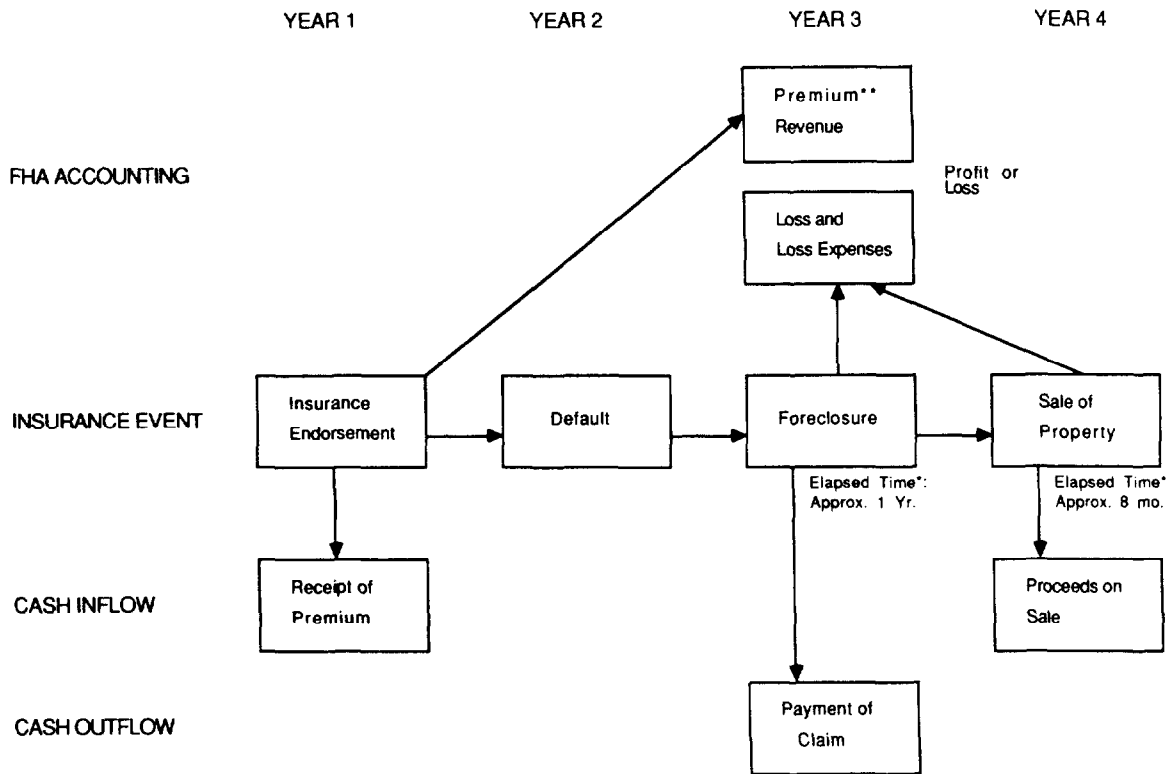 YEAR 1
YEAR 2
YEAR 3
YEAR 4
Premium**
Revenue
FHA ACCOUNTING
Profit or
Loss
Loss and
Loss Expenses
INSURANCE EVENT
Insurance
Endorsement
Default
Foreclosure
Sale of
Property
Elapsed Time*:
Approx. 1 Yr.
Elapsed Time*
Approx. 8 mo.
CASH INFLOW
Receipt of
Premium
Proceeds on
Sale
CASH OUTFLOW
Payment of
Claim